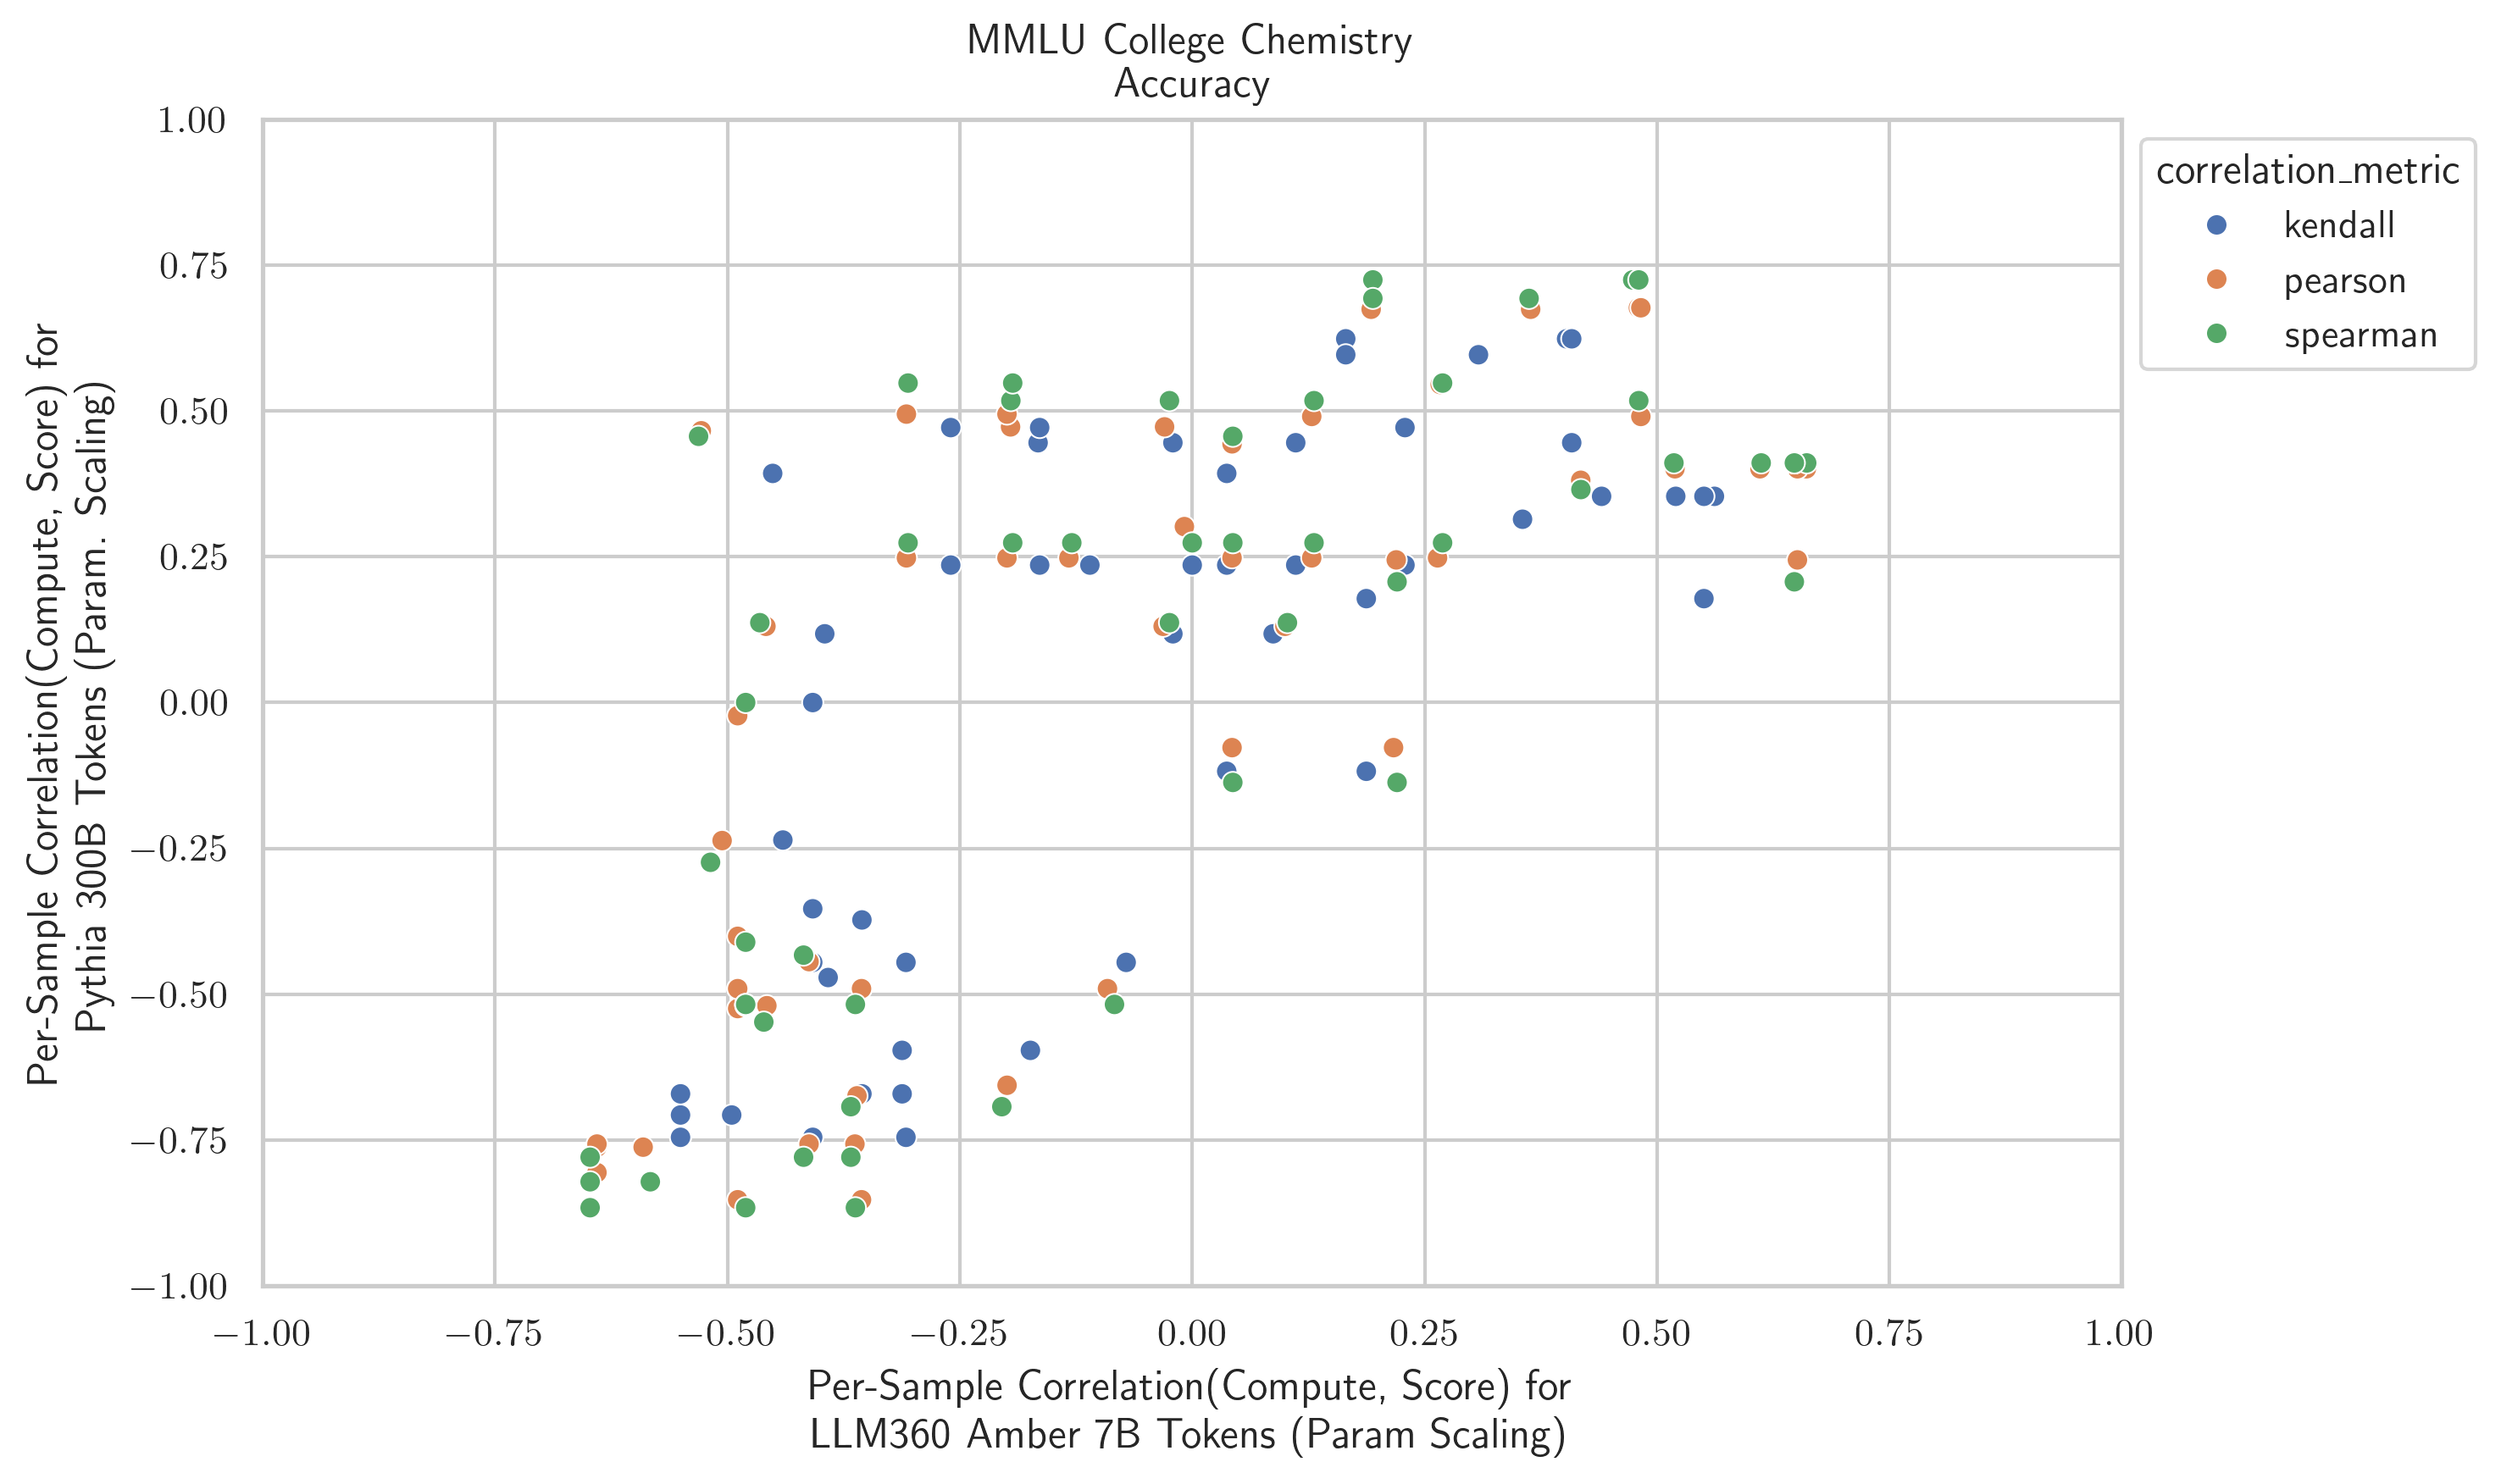 MMLU College Chemistry
Accuracy
Per-Sample Correlation(Compute, Score) for
Pythia 300B Tokens (Param. Scaling)
1.00
0.75
0.50
0.25
0.00
−0.25
−0.50
−0.75
−1.00
−1.00 −0.75 −0.50 −0.25 0.00 0.25 0.50 0.75 1.00
Per-Sample Correlation(Compute, Score) for
LLM360 Amber 7B Tokens (Param Scaling)
correlation_metric
kendall
pearson
spearman